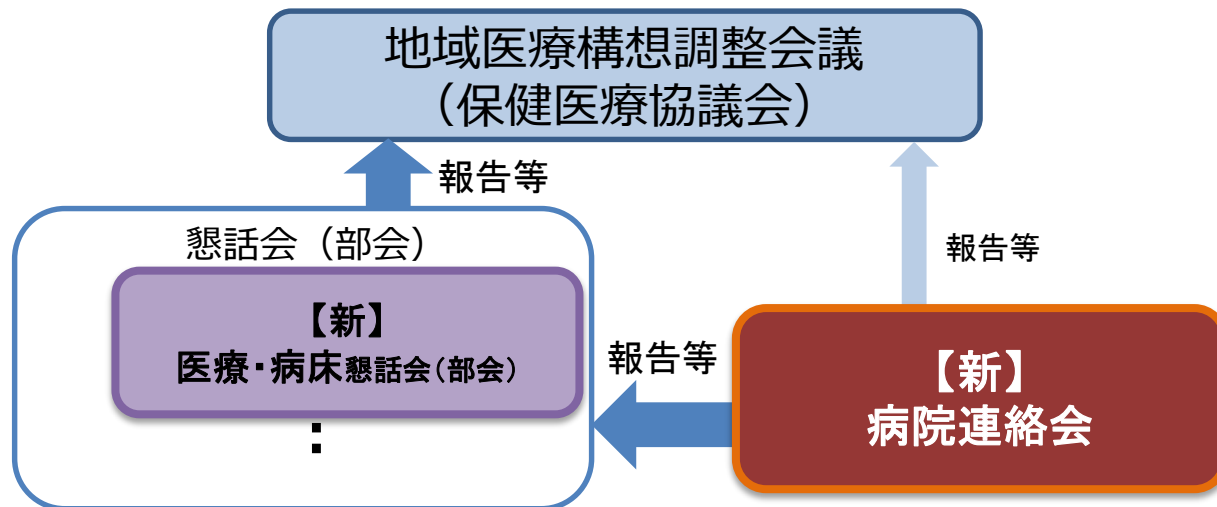 地域医療構想調整会議
（保健医療協議会）
報告等
報告等
懇話会（部会）
【新】
医療・病床懇話会（部会）
：
報告等
【新】
病院連絡会